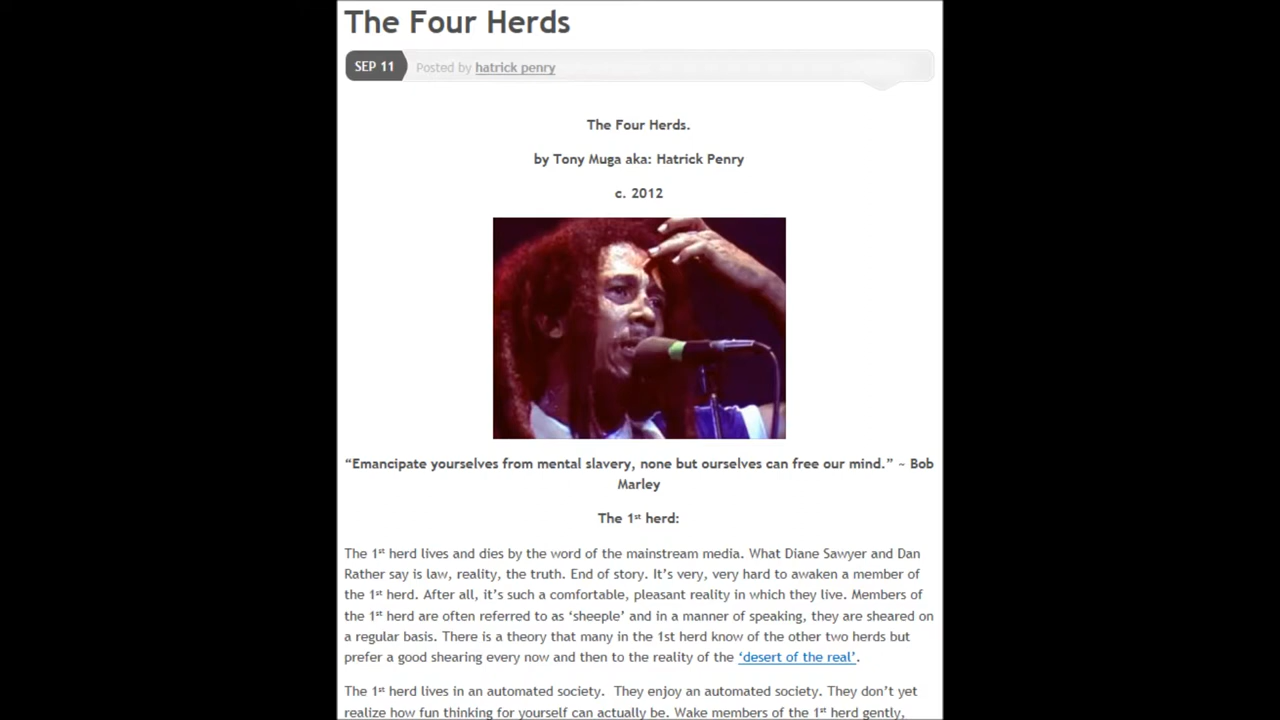 The Four Herds
SEP 11
Posted by hatrick penry
The Four Herds.
by Tony Muga aka: Hatrick Penry
c. 2012
“Emancipate yourselves from mental slavery, none but ourselves can free our mind.” ~ Bob
Marley
The 1st herd:
The 1st herd lives and dies by the word of the mainstream media. What Diane Sawyer and Dan
Rather say is law, reality, the truth. End of story. It’s very, very hard to awaken a member of
the 1st herd. After all, it’s such a comfortable, pleasant reality in which they live. Members of
the 1st herd are often referred to as ‘sheeple’ and in a manner of speaking, they are sheared on
a regular basis. There is a theory that many in the 1st herd know of the other two herds but
prefer a good shearing every now and then to the reality of the ‘desert of the real’.
The 1st herd lives in an automated society.  They enjoy an automated society. They don’t yet
realize how fun thinking for yourself can actually be. Wake members of the 1st herd gently,